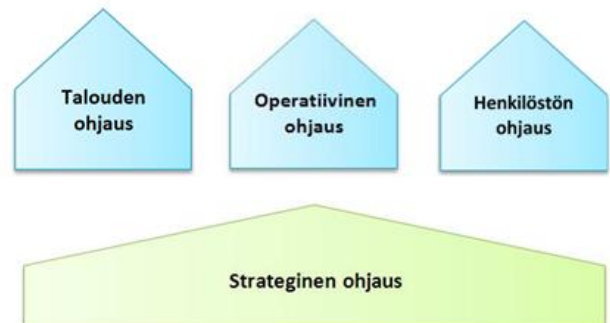 Talouden
ohjaus
Operatiivinen
ohjaus
Henkilöstön
ohjaus
Strateginen ohjaus